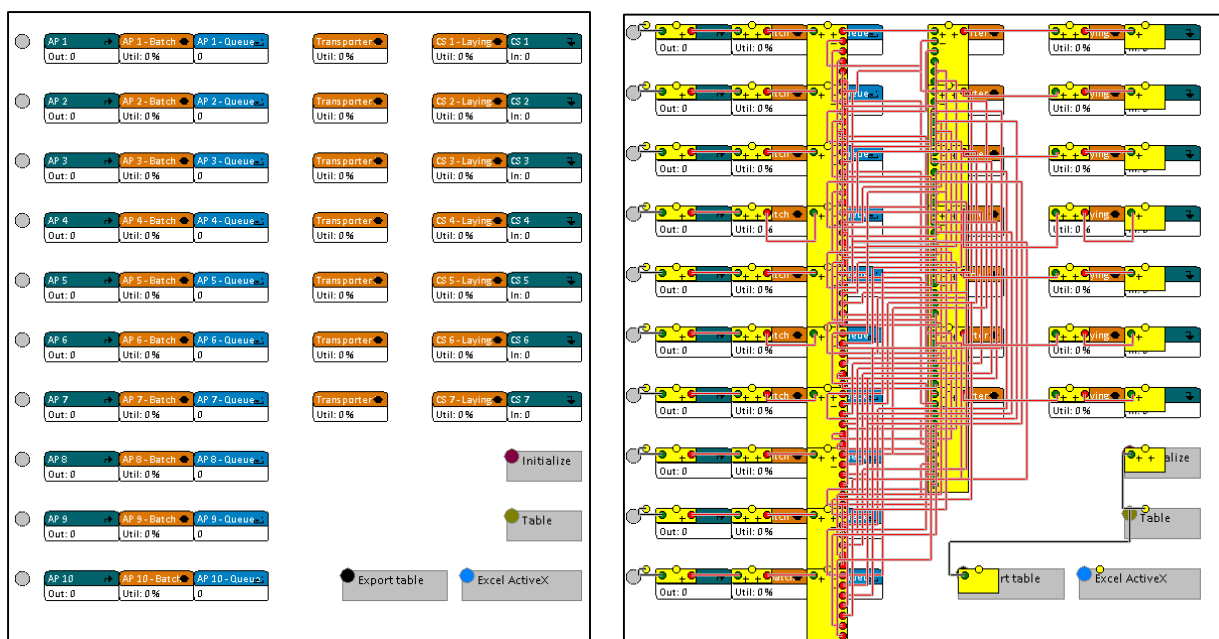 AP 1 AP 1 - Batch AP 1 - Queue Transporter CS 1 - Laying CS 1
Out: 0 Util: 0 % 0 Util: 0 % Util: 0 % In: 0
AP 2 AP 2 - Batch AP 2 - Queue Transporter CS 2 - Laying CS 2
Out: 0 Util: 0 % 0 Util: 0 % Util: 0 % In: 0
AP 3 AP 3 - Batch AP 3 - Queue Transporter CS 3 - Laying CS 3
Out: 0 Util: 0 % 0 Util: 0 % Util: 0 % In: 0
AP 4 AP 4 - Batch AP 4 - Queue Transporter CS 4 - Laying CS 4
Out: 0 Util: 0 % 0 Util: 0 % Util: 0 % In: 0
AP 5 AP 5 - Batch AP 5 - Queue Transporter CS 5 - Laying CS 5
Out: 0 Util: 0 % 0 Util: 0 % Util: 0 % In: 0
AP 6 AP 6 - Batch AP 6 - Queue Transporter CS 6 - Laying CS 6
Out: 0 Util: 0 % 0 Util: 0 % Util: 0 % In: 0
AP 7 AP 7 - Batch AP 7 - Queue Transporter CS 7 - Laying CS 7
Out: 0 Util: 0 % 0 Util: 0 % Util: 0 % In: 0
AP 8 AP 8 - Batch AP 8 - Queue Initialize
Out: 0 Util: 0 % 0
AP 9 AP 9 - Batch AP 9 - Queue Table
Out: 0 Util: 0 % 0
AP 10 AP 10 - Batch AP 10 - Queue Export table Excel ActiveX
Out: 0 Util: 0 % 0
Out: 0 Util: 0 % Util: 0 %
Out: 0 Util: 0 % Util: 0 %
Out: 0 Util: 0 % Util: 0 %
Out: 0 Util: 0 % Util: 0 %
Out: 0 Util: 0 % Util: 0 %
Out: 0 Util: 0 % Util: 0 %
Out: 0 Util: 0 % Util: 0 %
Out: 0 Util: 0 % alize
Out: 0 Util: 0 % Table
Out: 0 Util: 0 % rt table Excel ActiveX